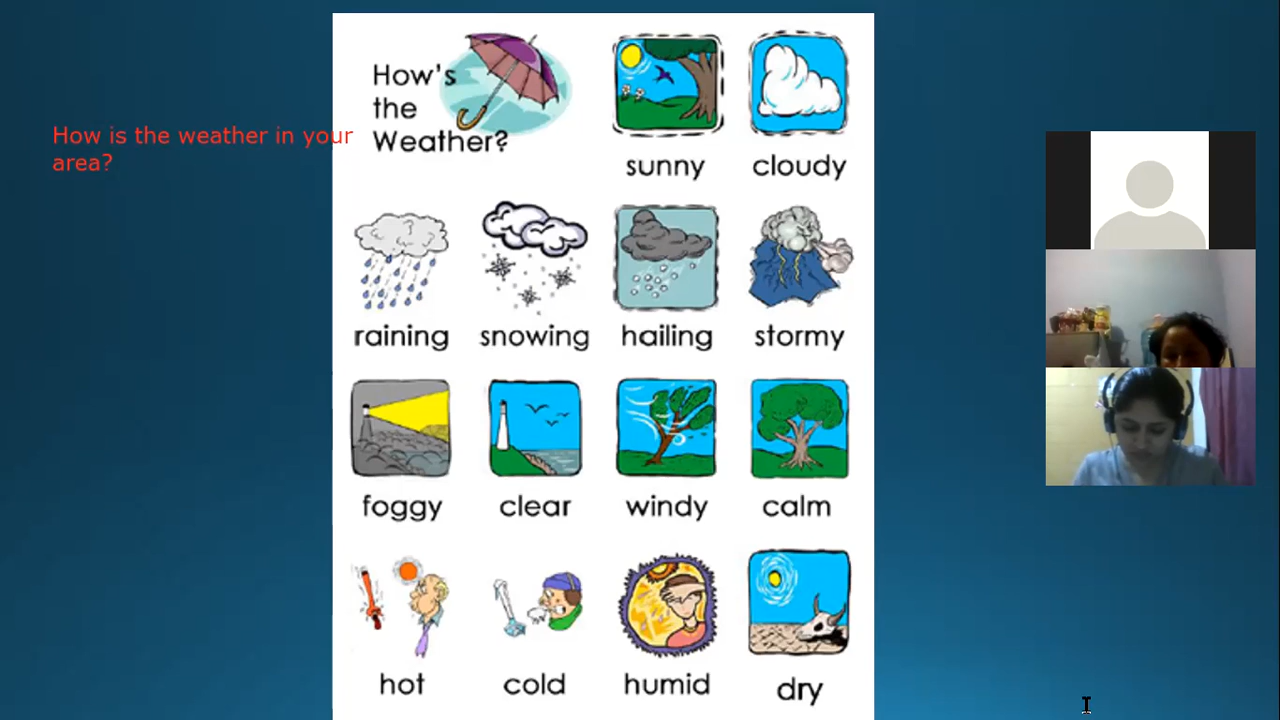 How's
the
Weather?
How is the weather in your
area?
sunny cloudy
raining snowing hailing stormy
foggy clear windy calm
hot cold humid dry